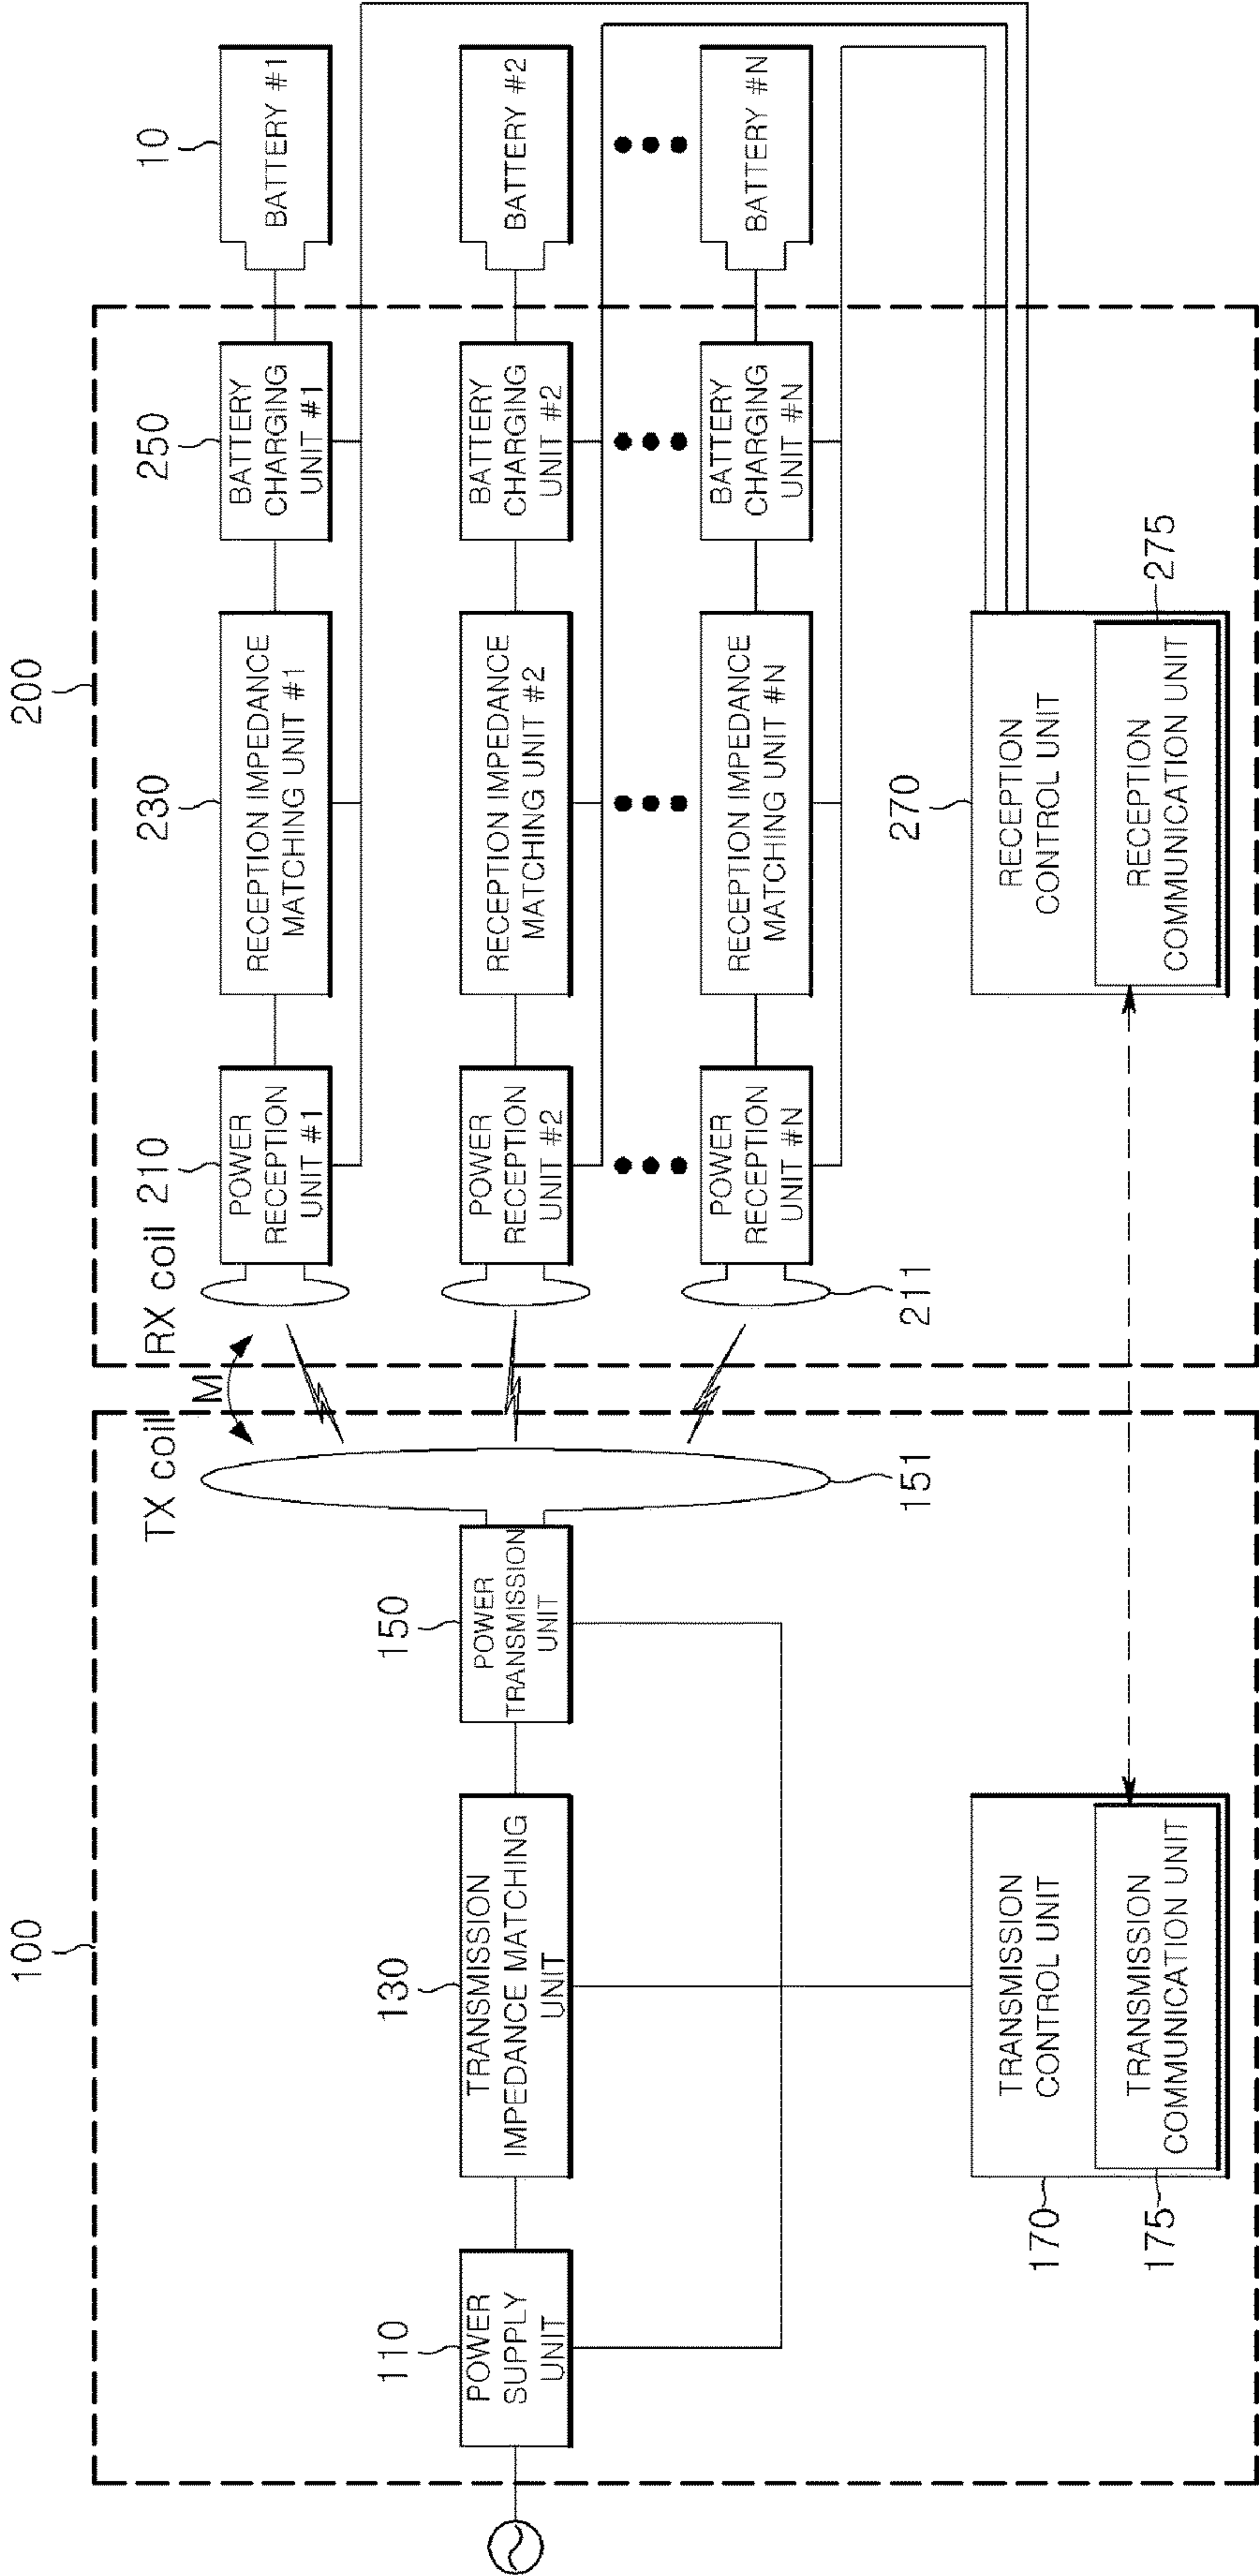 100
200
TX coil
M
RX coil
210
230
250
10
POWER
RECEPTION
UNIT #1
RECEPTION IMPEDANCE
MATCHING UNIT #1
BATTERY
CHARGING
UNIT #1
BATTERY #1
110
130
150
POWER
SUPPLY
UNIT
TRANSMISSION
IMPEDANCE MATCHING
UNIT
POWER
TRANSMISSION
UNIT
POWER
RECEPTION
UNIT #2
RECEPTION IMPEDANCE
MATCHING UNIT #2
BATTERY
CHARGING
UNIT #2
BATTERY #2
POWER
RECEPTION
UNIT #N
RECEPTION IMPEDANCE
MATCHING UNIT #N
BATTERY
CHARGING
UNIT #N
BATTERY #N
151
211
270
170
TRANSMISSION
CONTROL UNIT
RECEPTION
CONTROL UNIT
175
TRANSMISSION
COMMUNICATION UNIT
RECEPTION
COMMUNICATION UNIT
275